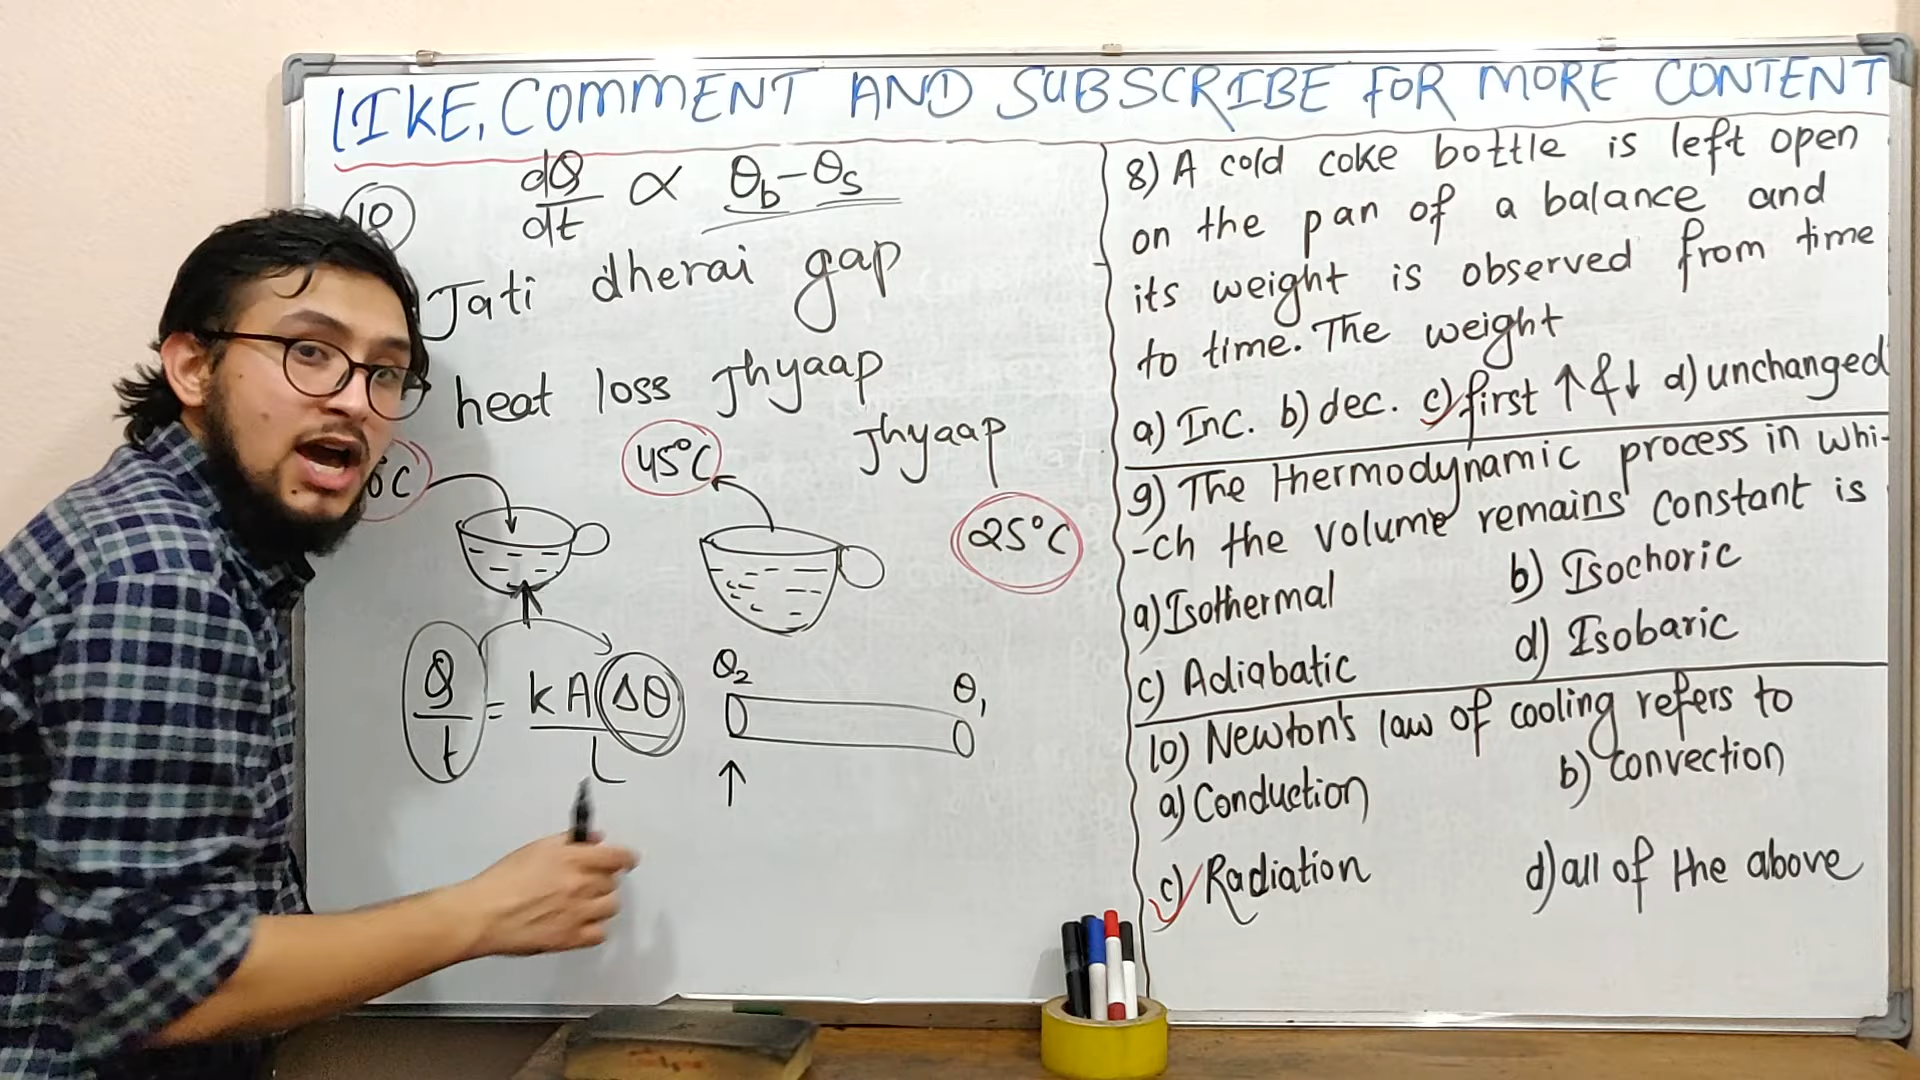 LIKE, COMMENT AND SUBSCRIBE FOR MORE CONTENT
10
dQ/dt ∝ θb-θs
Jati dherai gap
heat loss Jhyaap
Jhyaap
45°C
25°C
Q/t = kA(Δθ)/L
θ2
θ1
8) A cold coke bottle is left open
on the pan of a balance and
its weight is observed from time
to time. The weight
a) Inc. b) dec. c) first ↑ & ↓ d) unchanged
9) The thermodynamic process in whi-
-ch the volume remains constant is
a) Isothermal b) Isochoric
c) Adiabatic d) Isobaric
10) Newton's law of cooling refers to
a) Conduction b) Convection
c) Radiation d) all of the above